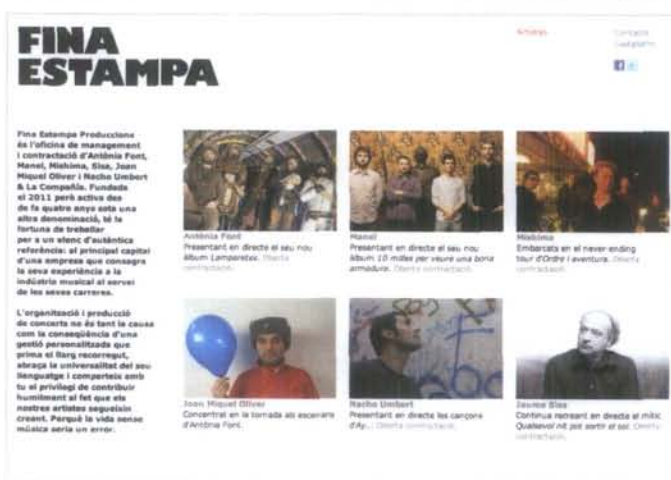 FINA
ESTAMPA
Artistes
Contacte
Fina Estampa Produccions
és l'oficina de management
i contractació d'Antònia Font,
Manel, Mishima, Sisa, Joan
Miquel Oliver i Nacho Umbert
& La Compañía. Fundada
el 2011 però activa des
de fa quatre anys sota una
altra denominació, té la
fortuna de treballar
per a un elenc d'autèntica
referència: el principal capital
d'una empresa que consagra
la seva experiència a la
indústria musical al servei
de les seves carreres.
L'organització i producció
de concerts no és tant la causa
com la conseqüència d'una
gestió personalitzada que
prima el llarg recorregut,
abraça la universalitat del seu
llenguatge i comparteix amb
tu el privilegi de contribuir
humilment al fet que els
nostres artistes segueixin
creant. Perquè la vida sense
música seria un error.
Antònia Font
Presentant en directe el seu nou
àlbum Lamparetes. Oberta
contractació.
Manel
Presentant en directe el seu nou
àlbum 10 milles per veure una bona
armadura. Oberta contractació.
Mishima
Embarcats en el never ending
tour d'Ordre i aventura. Oberta
contractació.
Joan Miquel Oliver
Concentrat en la tornada als escenaris
d'Antònia Font.
Nacho Umbert
Presentant en directe les cançons
d'Ay... Oberta contractació.
Jaume Sisa
Continua recreant en directe el mític
Qualsevol nit pot sortir el sol. Oberta
contractació.